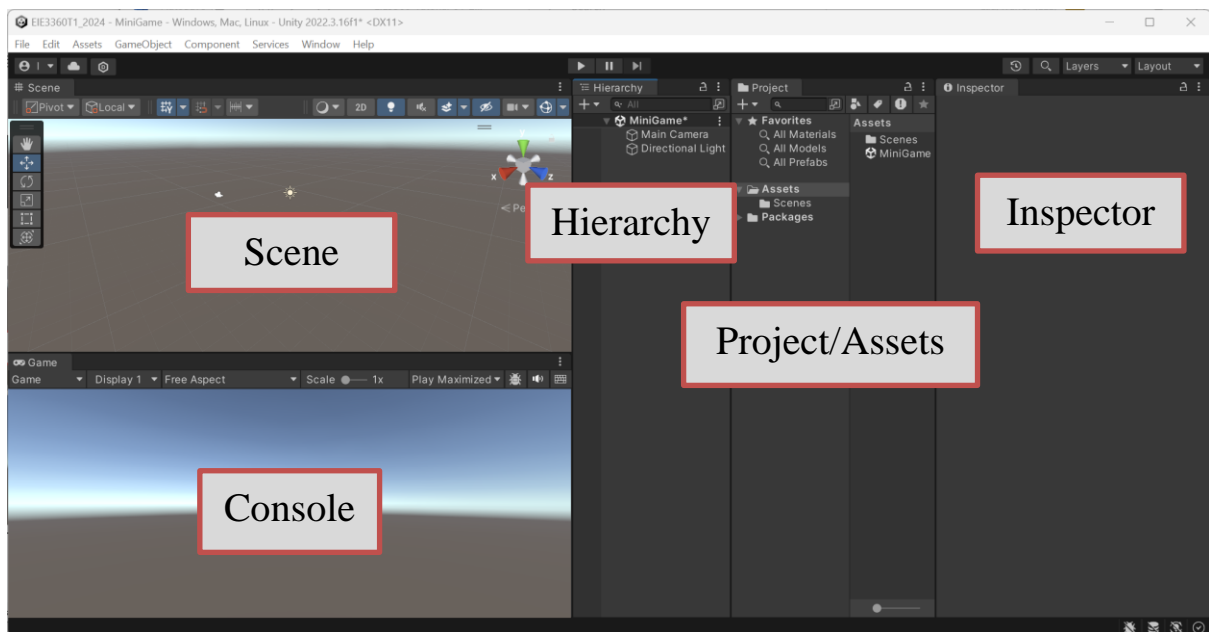 EIE3360T1_2024 - MiniGame - Windows, Mac, Linux - Unity 2022.3.16f1* <DX11>
File Edit Assets GameObject Component Services Window Help
Layers Layout
Scene
Pivot Local 2D
y
x z
Pe
Scene
Game
Game Display 1 Free Aspect Scale 1x Play Maximized
Console
Hierarchy
All
MiniGame*
Main Camera
Directional Light
Hierarchy
Project
Favorites
All Materials
All Models
All Prefabs
Assets
Scenes
Packages
Assets
Scenes
MiniGame
Project/Assets
Inspector
Inspector